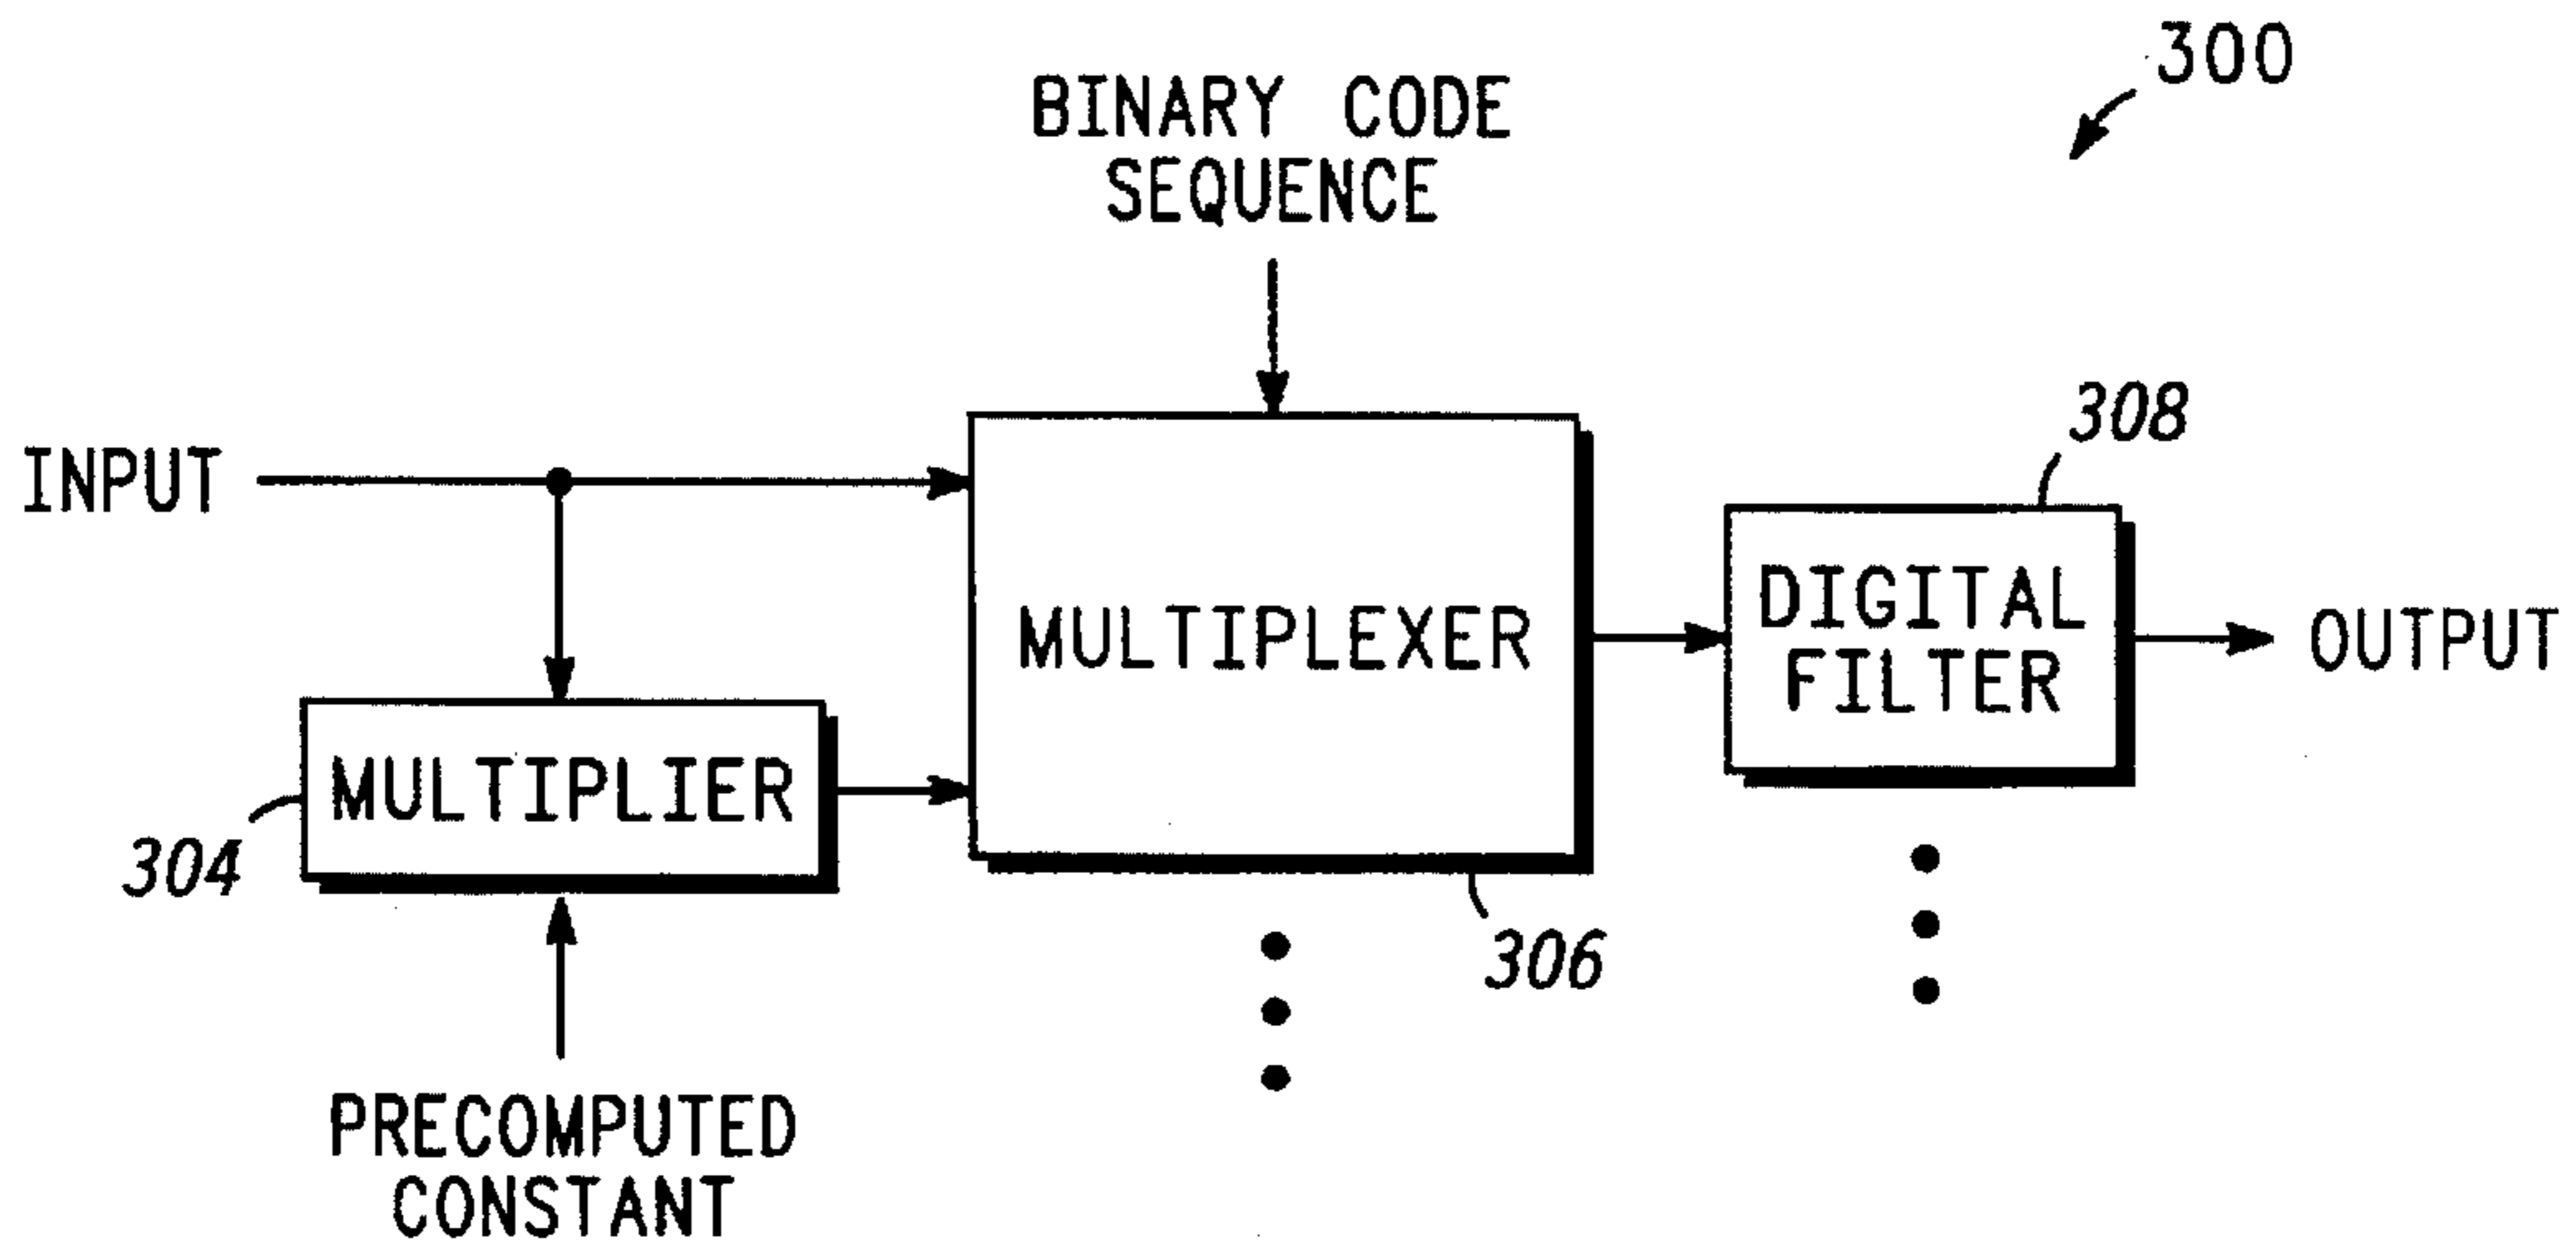 300
BINARY CODE
SEQUENCE
308
INPUT
DIGITAL
FILTER
MULTIPLEXER
OUTPUT
MULTIPLIER
304
306
PRECOMPUTED
CONSTANT